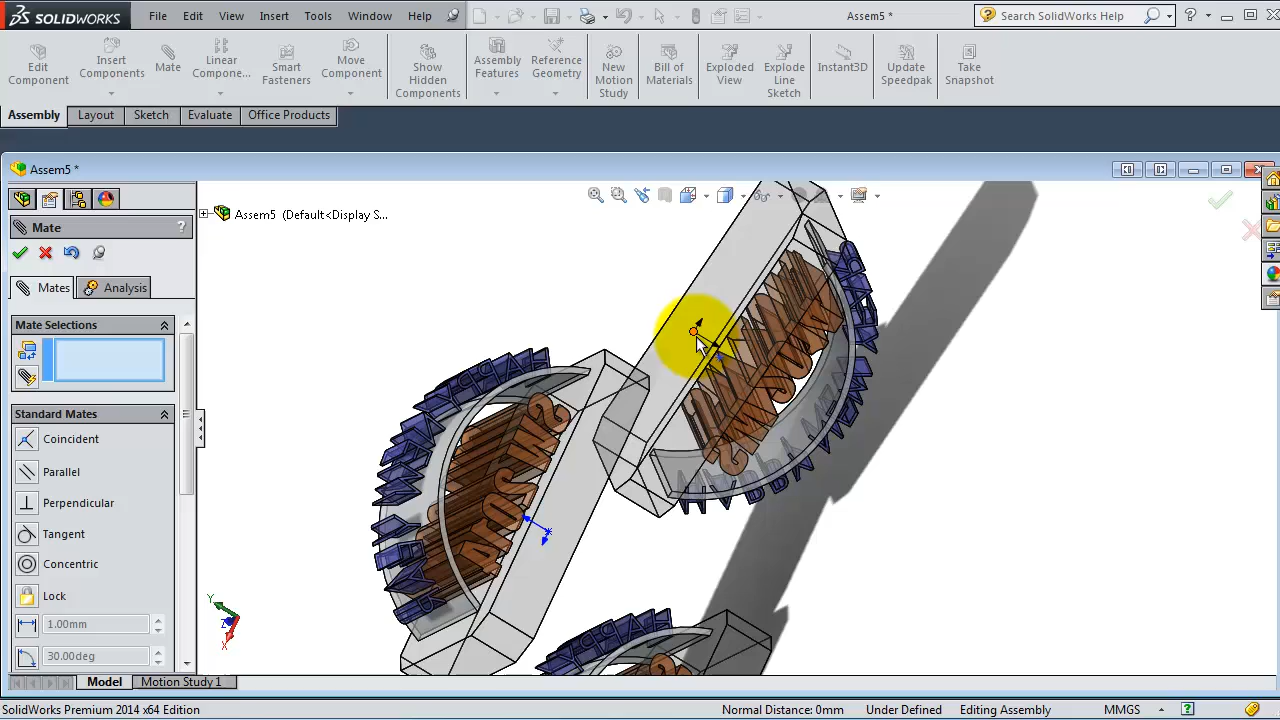 SOLIDWORKS File Edit View Insert Tools Window Help Assem5 * Search SolidWorks Help
Edit Component
Insert Components
Mate
Linear Compone...
Smart Fasteners
Move Component
Show Hidden Components
Assembly Features
Reference Geometry
New Motion Study
Bill of Materials
Exploded View
Explode Line Sketch
Instant3D
Update Speedpak
Take Snapshot
Assembly Layout Sketch Evaluate Office Products
Assem5 *
Assem5 (Default<Display S...
Mate ?
Mates Analysis
Mate Selections
Standard Mates
Coincident
Parallel
Perpendicular
Tangent
Concentric
Lock
1.00mm
30.00deg
Y
Z
X
Model Motion Study 1
SolidWorks Premium 2014 x64 Edition Normal Distance: 0mm Under Defined Editing Assembly MMGS ?